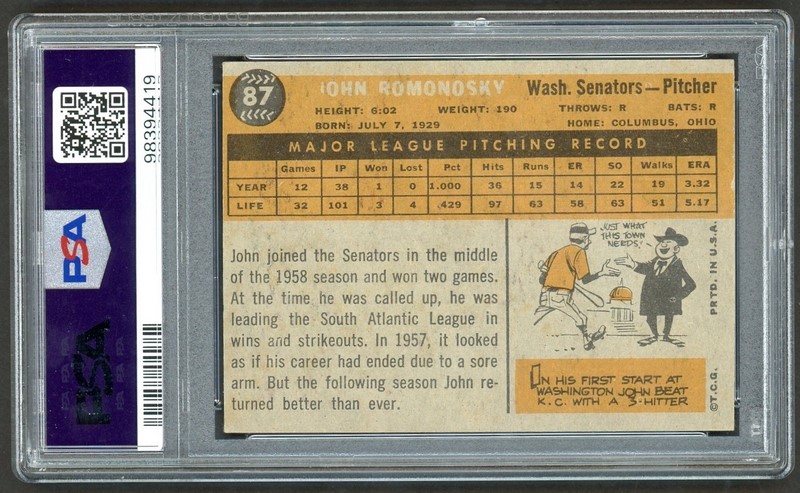 98394419
PSA
PSA
87
JOHN ROMONOSKY
Wash. Senators—Pitcher
HEIGHT: 6:02 WEIGHT: 190 THROWS: R BATS: R
BORN: JULY 7, 1929 HOME: COLUMBUS, OHIO
MAJOR LEAGUE PITCHING RECORD
Games IP Won Lost Pct Hits Runs ER SO Walks ERA
YEAR 12 38 1 0 1.000 36 15 14 22 19 3.32
LIFE 32 101 3 4 .429 97 63 58 63 51 5.17
John joined the Senators in the middle
of the 1958 season and won two games.
At the time he was called up, he was
leading the South Atlantic League in
wins and strikeouts. In 1957, it looked
as if his career had ended due to a sore
arm. But the following season John re-
turned better than ever.
JUST WHAT
THIS TOWN
NEEDS!
ON HIS FIRST START AT
WASHINGTON JOHN BEAT
K.C. WITH A 3-HITTER
©T.C.G. PRTD. IN U.S.A.